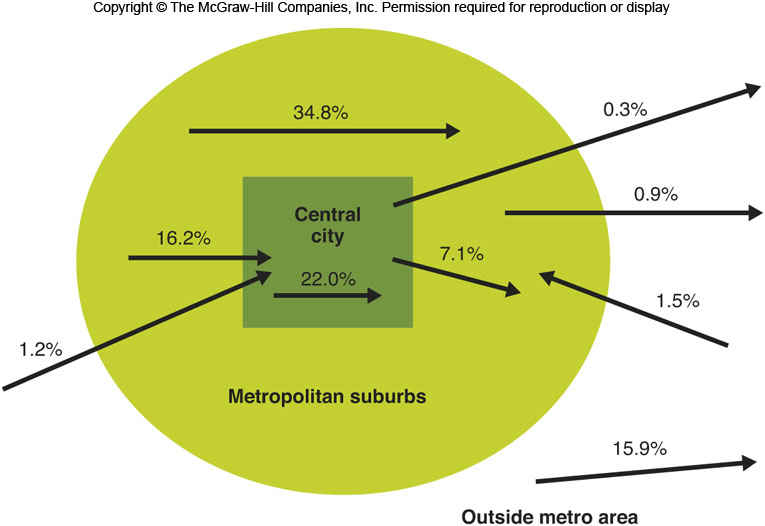 Copyright © The McGraw-Hill Companies, Inc. Permission required for reproduction or display
34.8%
0.3%
0.9%
Central
city
16.2%
7.1%
22.0%
1.5%
1.2%
Metropolitan suburbs
15.9%
Outside metro area